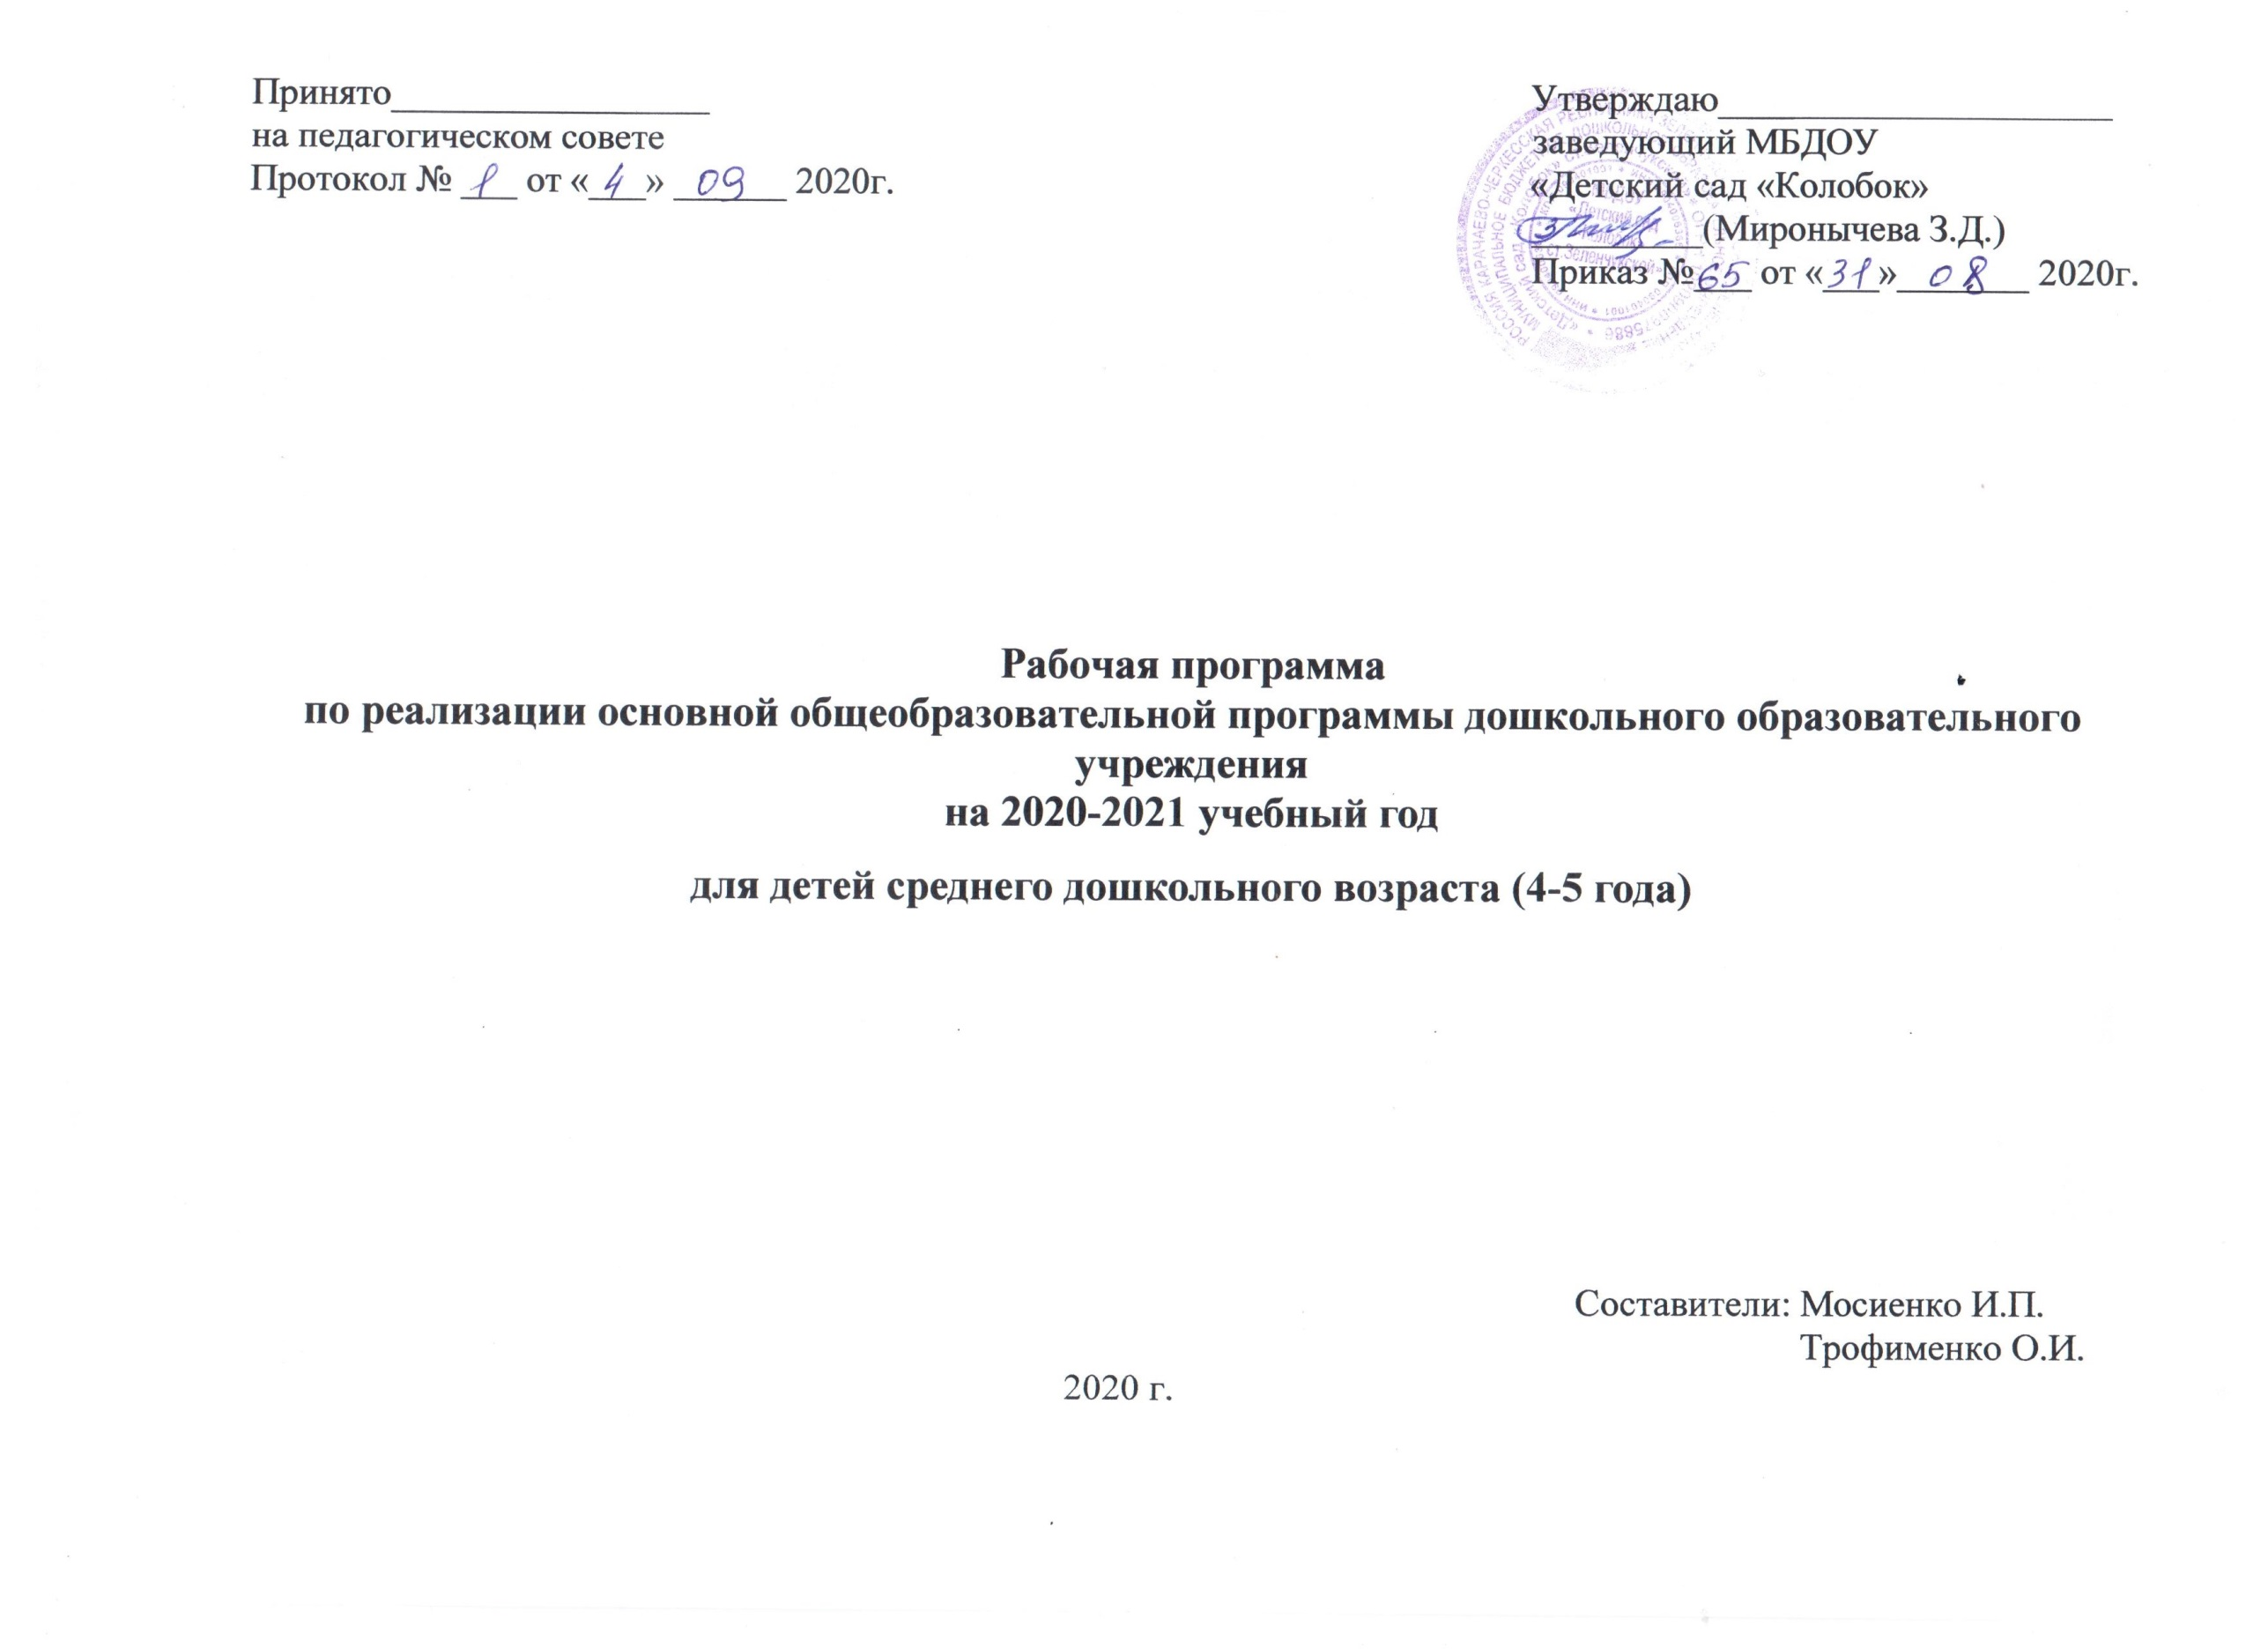 Принято_________________
на педагогическом совете
Протокол № 1 от «4» 09 2020г.
Утверждаю_____________________
заведующий МБДОУ
«Детский сад «Колобок»
_________(Миронычева З.Д.)
Приказ №65 от «31» 08 2020г.
Рабочая программа
по реализации основной общеобразовательной программы дошкольного образовательного
учреждения
на 2020-2021 учебный год
для детей среднего дошкольного возраста (4-5 года)
Составители: Мосиенко И.П.
Трофименко О.И.
2020 г.